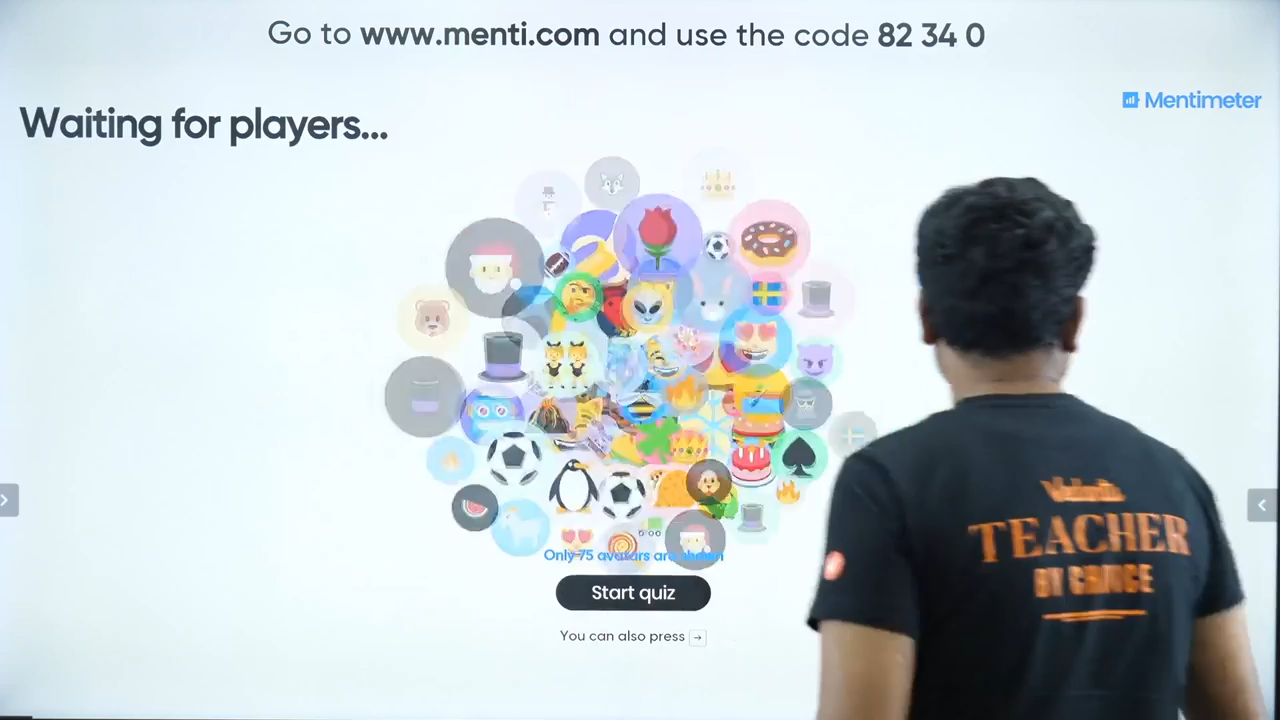 Go to www.menti.com and use the code 82 34 0
Mentimeter
Waiting for players...
Only 75 avatars are shown
Start quiz
You can also press →
TEACHER
BY